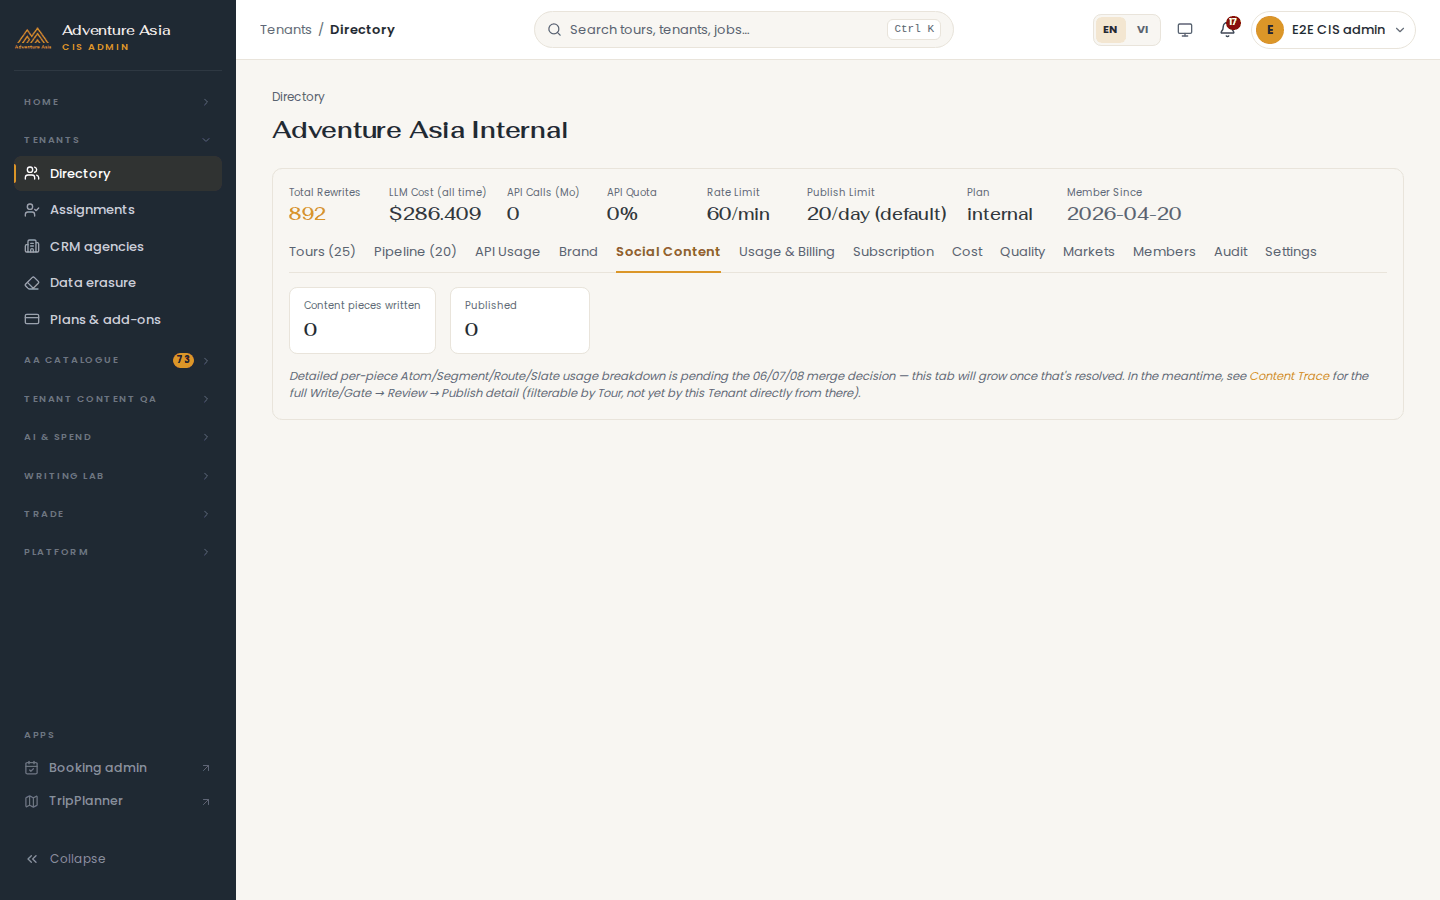 Adventure Asia
CIS ADMIN
Adventure Asia
HOME
TENANTS
Directory
Assignments
CRM agencies
Data erasure
Plans & add-ons
AA CATALOGUE 73
TENANT CONTENT QA
AI & SPEND
WRITING LAB
TRADE
PLATFORM
APPS
Booking admin
TripPlanner
Collapse
Tenants / Directory
Search tours, tenants, jobs... Ctrl K
EN VI
17
E E2E CIS admin
Directory
Adventure Asia Internal
Total Rewrites LLM Cost (all time) API Calls (Mo) API Quota Rate Limit Publish Limit Plan Member Since
892 $286.409 0 0% 60/min 20/day (default) internal 2026-04-20
Tours (25) Pipeline (20) API Usage Brand Social Content Usage & Billing Subscription Cost Quality Markets Members Audit Settings
Content pieces written Published
0 0
Detailed per-piece Atom/Segment/Route/Slate usage breakdown is pending the 06/07/08 merge decision — this tab will grow once that's resolved. In the meantime, see Content Trace for the
full Write/Gate → Review → Publish detail (filterable by Tour, not yet by this Tenant directly from there).